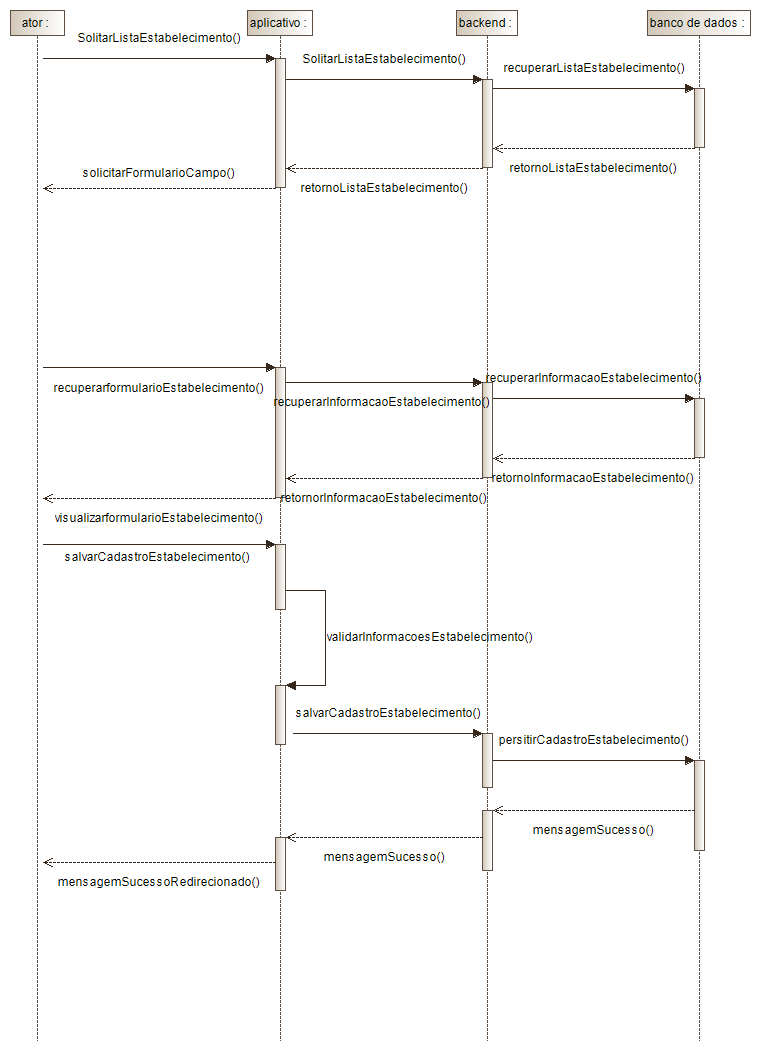 ator :
aplicativo :
backend :
banco de dados :
SolitarListaEstabelecimento()
SolitarListaEstabelecimento()
recuperarListaEstabelecimento()
retornoListaEstabelecimento()
solicitarFormularioCampo()
retornoListaEstabelecimento()
recuperarInformacaoEstabelecimento()
recuperarformularioEstabelecimento()
recuperarInformacaoEstabelecimento()
retornoInformacaoEstabelecimento()
retornorInformacaoEstabelecimento()
visualizarformularioEstabelecimento()
salvarCadastroEstabelecimento()
validarInformacoesEstabelecimento()
salvarCadastroEstabelecimento()
persitirCadastroEstabelecimento()
mensagemSucesso()
mensagemSucesso()
mensagemSucessoRedirecionado()